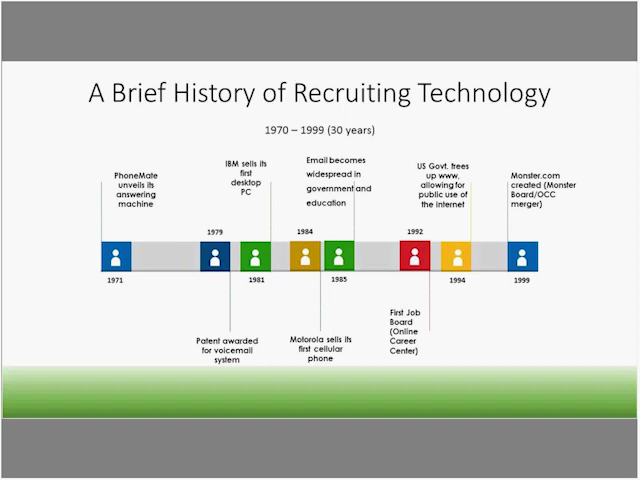 A Brief History of Recruiting Technology
1970 – 1999 (30 years)
PhoneMate
unveils its
answering
machine
IBM sells its
first
desktop
PC
Email becomes
widespread in
government and
education
US Govt. frees
up www,
allowing for
public use of
the internet
Monster.com
created (Monster
Board/OCC
merger)
1979
1984
1992
1971
1981
1985
1994
1999
Patent awarded
for voicemail
system
Motorola sells its
first cellular
phone
First Job
Board
(Online
Career
Center)